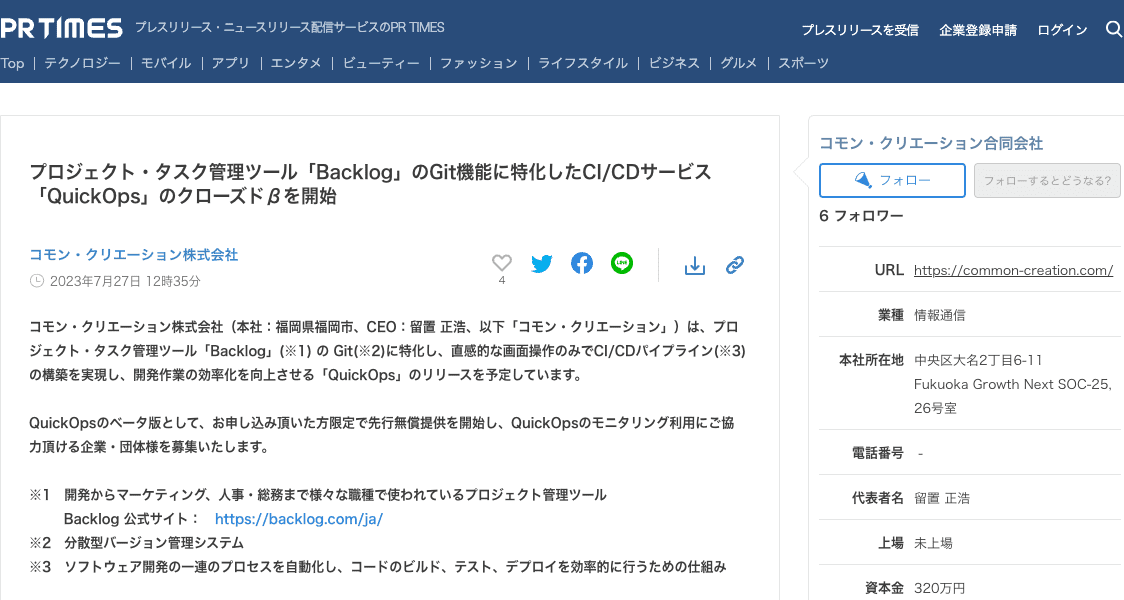 PR TIMES プレスリリース・ニュースリリース配信サービスのPR TIMES
プレスリリースを受信 企業登録申請 ログイン
Top | テクノロジー | モバイル | アプリ | エンタメ | ビューティー | ファッション | ライフスタイル | ビジネス | グルメ | スポーツ
プロジェクト・タスク管理ツール「Backlog」のGit機能に特化したCI/CDサービス
「QuickOps」のクローズドβを開始
コモン・クリエーション株式会社
2023年7月27日 12時35分
4
LINE
コモン・クリエーション株式会社（本社：福岡県福岡市、CEO：留置 正浩、以下「コモン・クリエーション」）は、プロ
ジェクト・タスク管理ツール「Backlog」(※1) の Git(※2)に特化し、直感的な画面操作のみでCI/CDパイプライン(※3)
の構築を実現し、開発作業の効率化を向上させる「QuickOps」のリリースを予定しています。
QuickOpsのベータ版として、お申し込み頂いた方限定で先行無償提供を開始し、QuickOpsのモニタリング利用にご協
力頂ける企業・団体様を募集いたします。
※1 開発からマーケティング、人事・総務まで様々な職種で使われているプロジェクト管理ツール
Backlog 公式サイト： https://backlog.com/ja/
※2 分散型バージョン管理システム
※3 ソフトウェア開発の一連のプロセスを自動化し、コードのビルド、テスト、デプロイを効率的に行うための仕組み
コモン・クリエーション合同会社
フォロー フォローするとどうなる?
6 フォロワー
URL https://common-creation.com/
業種 情報通信
本社所在地 中央区大名2丁目6-11
Fukuoka Growth Next SOC-25,
26号室
電話番号 -
代表者名 留置 正浩
上場 未上場
資本金 320万円